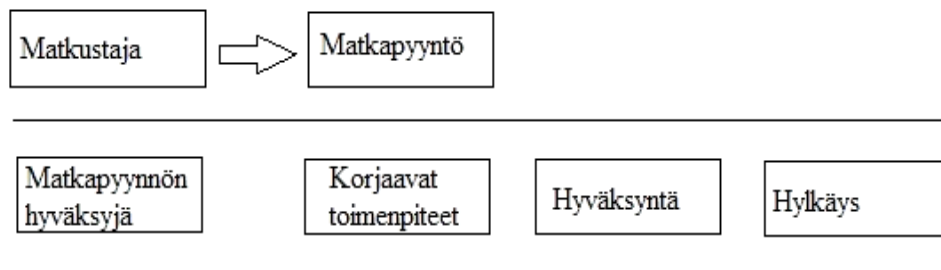 Matkustaja
Matkapyyntö
Matkapyynnön
hyväksyjä
Korjaavat
toimenpiteet
Hyväksyntä
Hylkäys